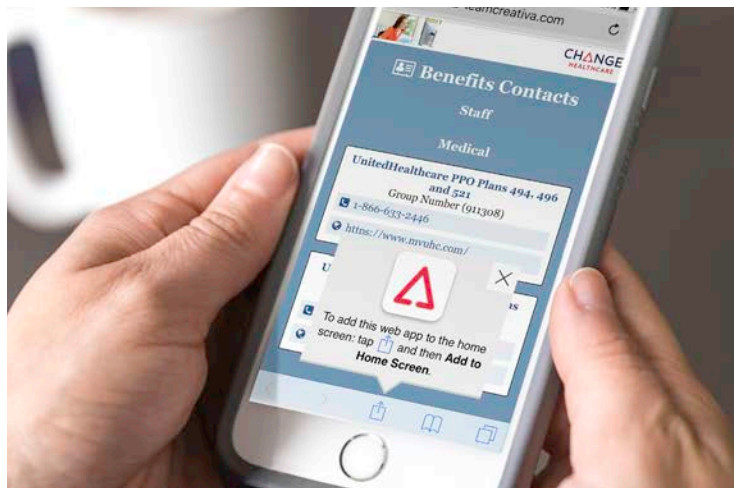 teamcreativa.com
CHANGE
HEALTHCARE
Benefits Contacts
Staff
Medical
UnitedHealthcare PPO Plans 494, 496
and 521
Group Number (911308)
1-866-633-2446
https://www.myuhc.com/
To add this web app to the home
screen: tap and then Add to
Home Screen.